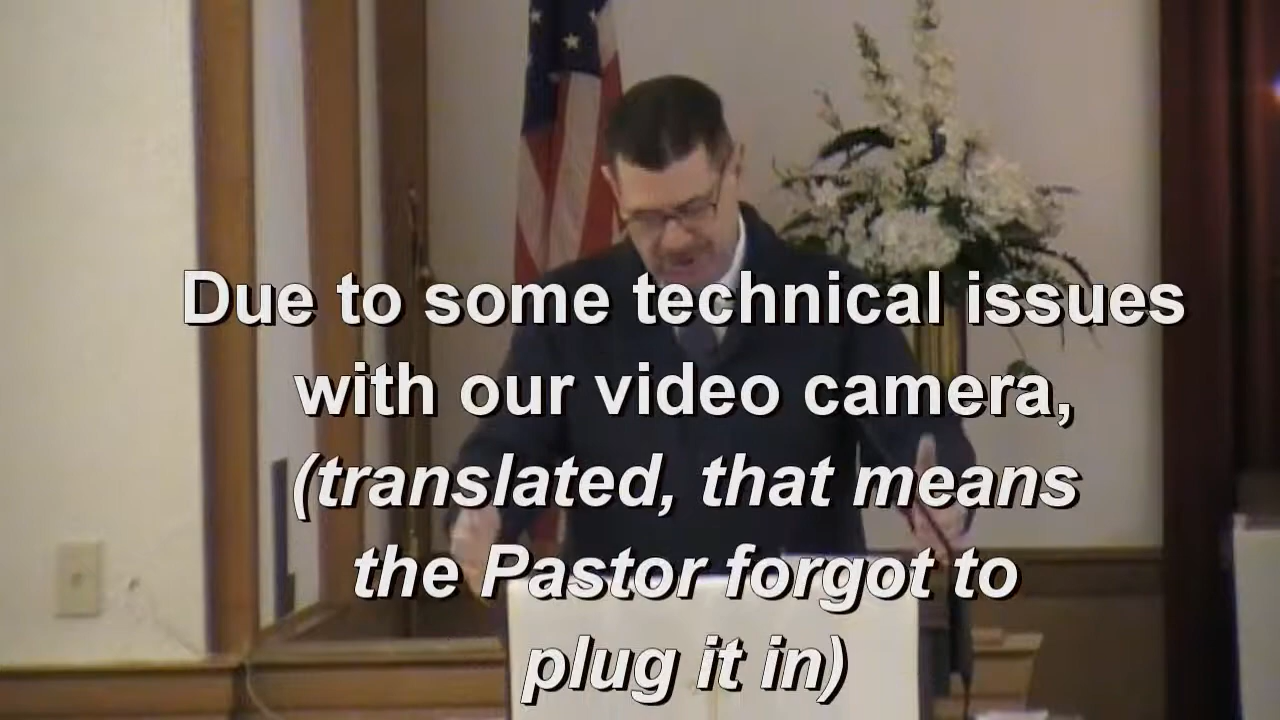 Due to some technical issues
with our video camera,
(translated, that means
the Pastor forgot to
plug it in)